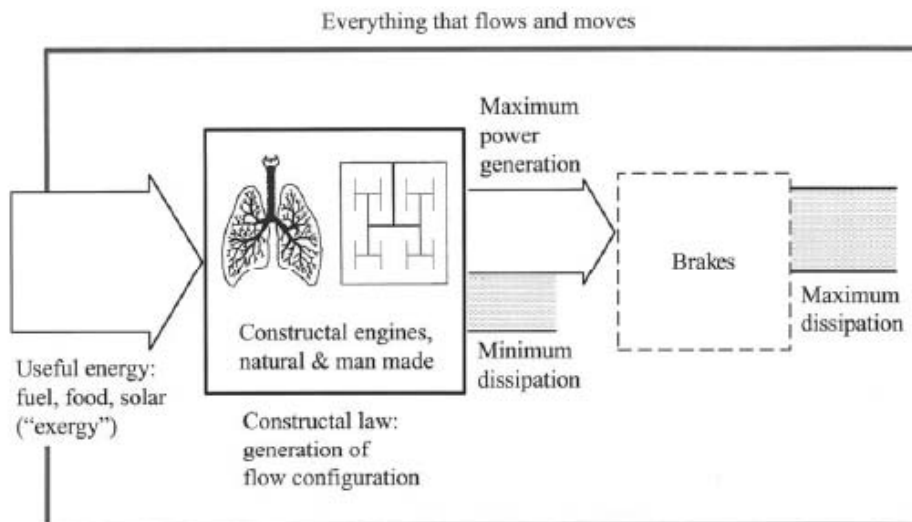 Everything that flows and moves
Maximum
power
generation
Constructal engines,
natural & man made
Brakes
Minimum
dissipation
Maximum
dissipation
Useful energy:
fuel, food, solar
(“exergy”)
Constructal law:
generation of
flow configuration